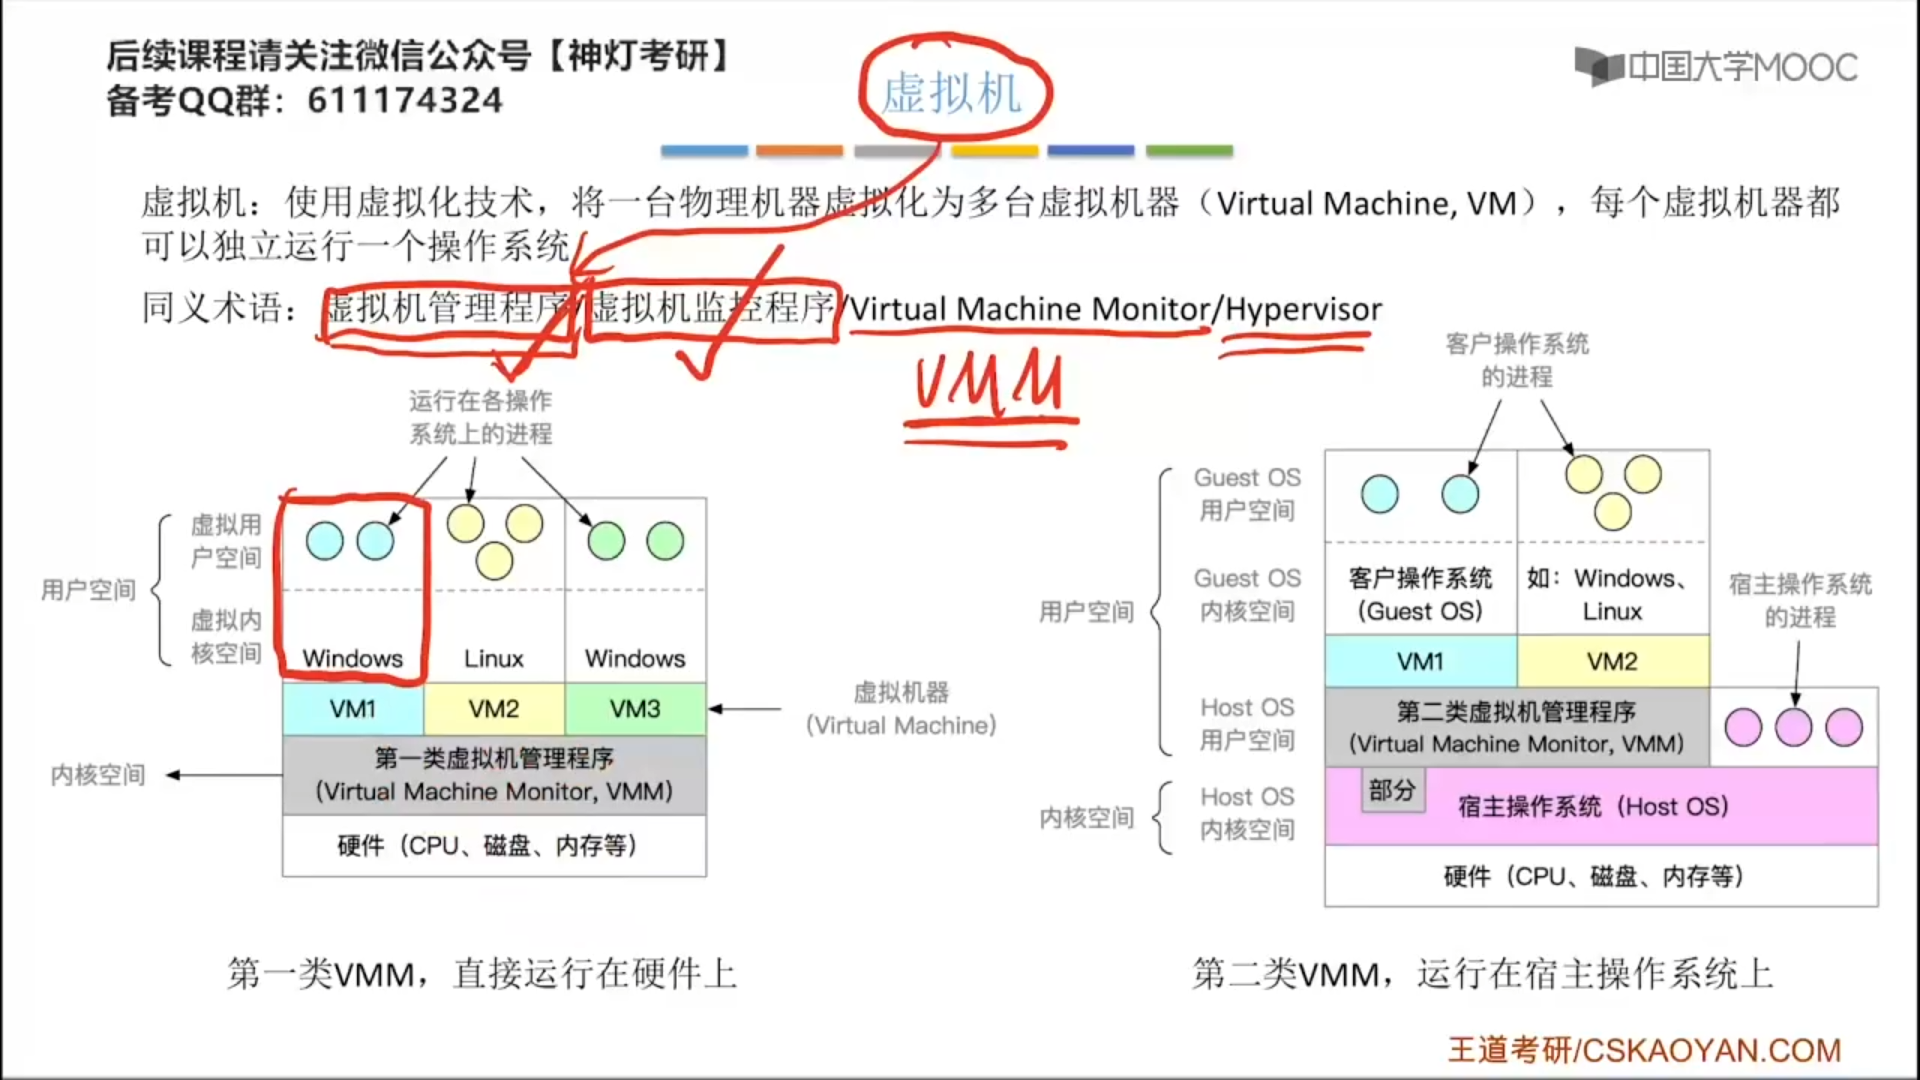 后续课程请关注微信公众号【神灯考研】
备考QQ群：611174324
虚拟机
中国大学MOOC
虚拟机：使用虚拟化技术，将一台物理机器虚拟化为多台虚拟机器（Virtual Machine, VM），每个虚拟机器都
可以独立运行一个操作系统
同义术语：虚拟机管理程序/虚拟机监控程序/Virtual Machine Monitor/Hypervisor
VMM
运行在各操作
系统上的进程
用户空间
虚拟用
户空间
虚拟内
核空间
Windows
Linux
Windows
VM1
VM2
VM3
虚拟机器
(Virtual Machine)
内核空间
第一类虚拟机管理程序
(Virtual Machine Monitor, VMM)
硬件（CPU、磁盘、内存等）
第一类VMM，直接运行在硬件上
客户操作系统
的进程
用户空间
Guest OS
用户空间
Guest OS
内核空间
Host OS
用户空间
客户操作系统
(Guest OS)
如：Windows、
Linux
VM1
VM2
宿主操作系统
的进程
第二类虚拟机管理程序
(Virtual Machine Monitor, VMM)
内核空间
Host OS
内核空间
部分
宿主操作系统（Host OS）
硬件（CPU、磁盘、内存等）
第二类VMM，运行在宿主操作系统上
王道考研/CSKAOYAN.COM